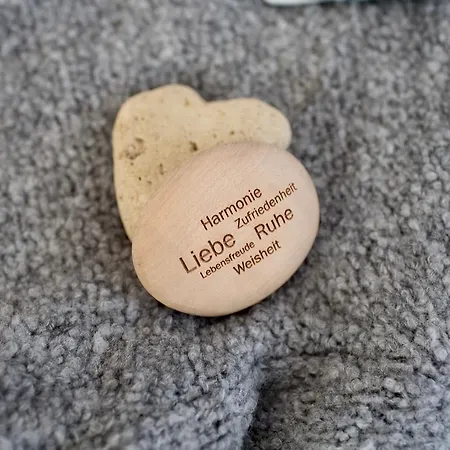 Harmonie
Zufriedenheit
Liebe Ruhe
Lebensfreude
Weisheit